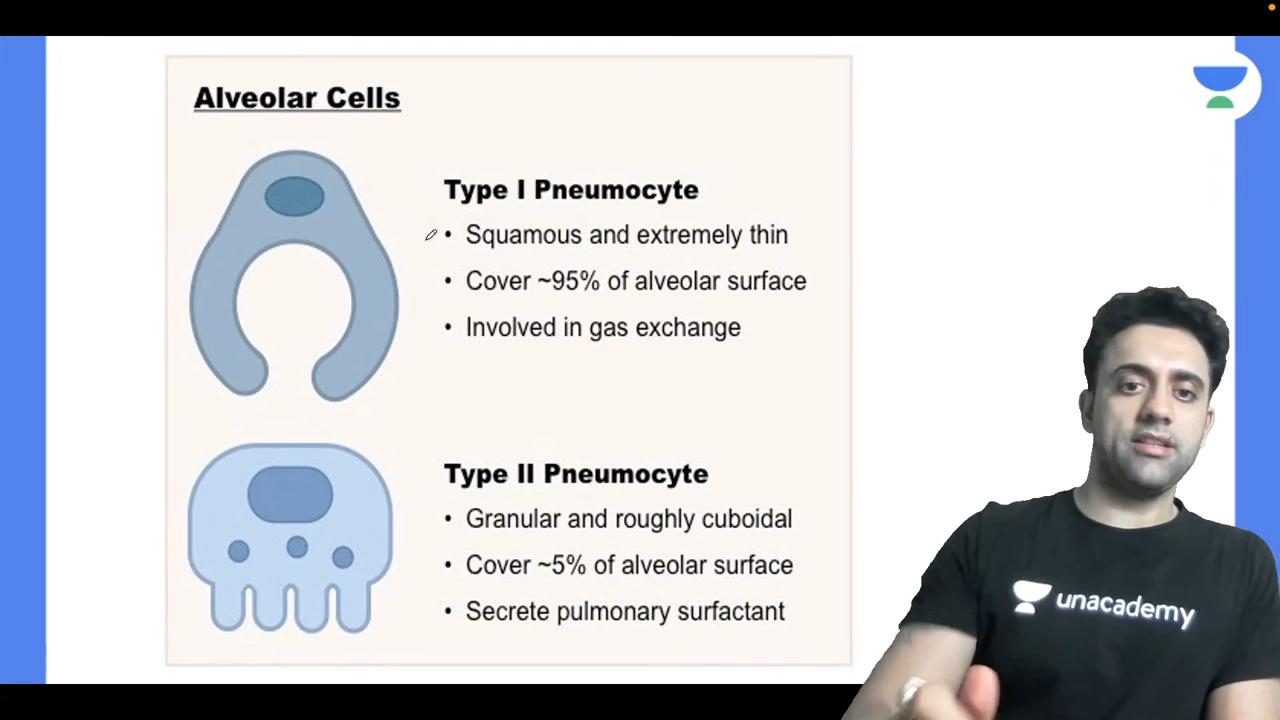 Alveolar Cells
Type I Pneumocyte
• Squamous and extremely thin
• Cover ~95% of alveolar surface
• Involved in gas exchange
Type II Pneumocyte
• Granular and roughly cuboidal
• Cover ~5% of alveolar surface
• Secrete pulmonary surfactant
unacademy